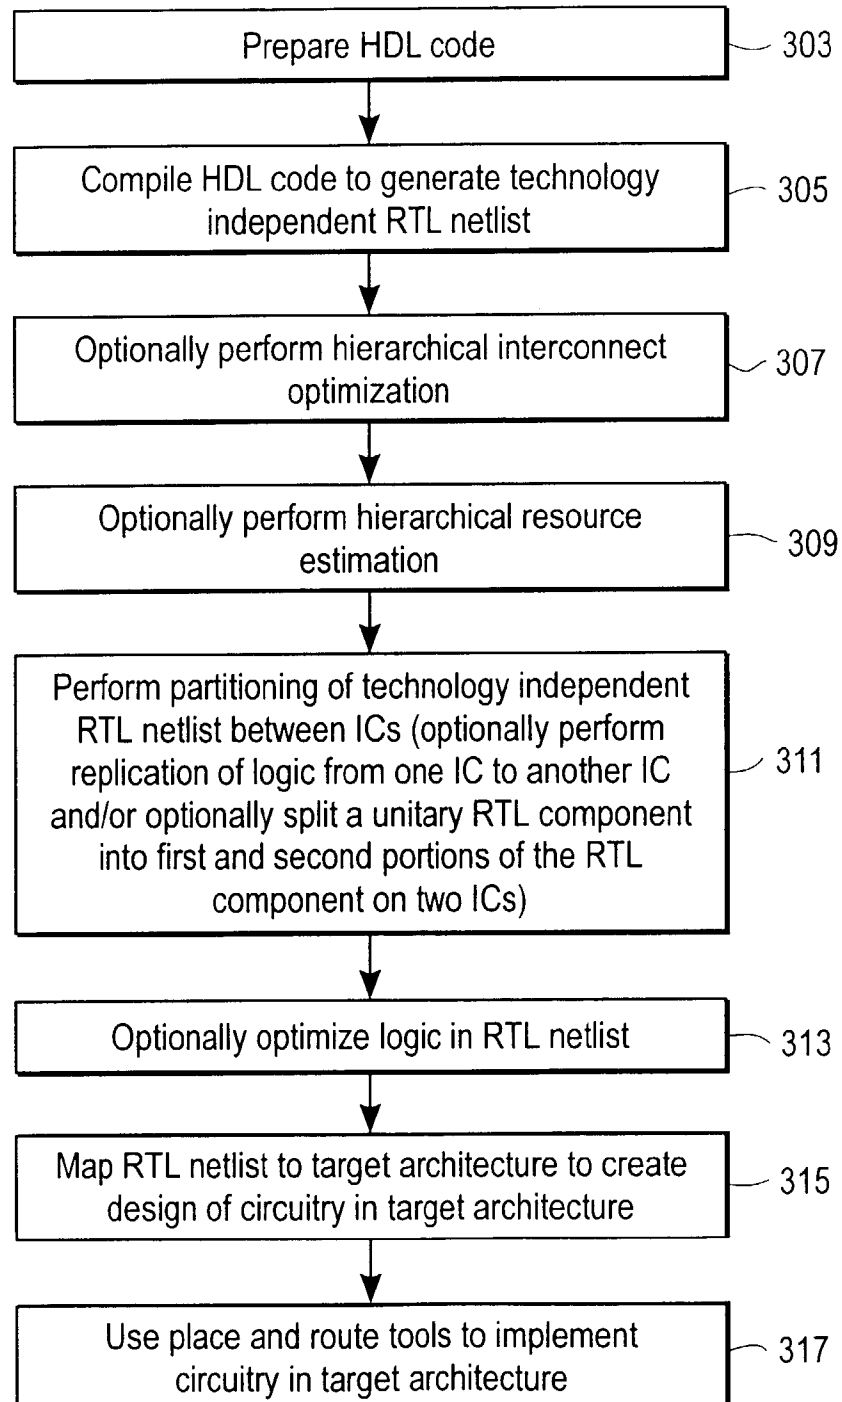 Prepare HDL code
303
Compile HDL code to generate technology
independent RTL netlist
305
Optionally perform hierarchical interconnect
optimization
307
Optionally perform hierarchical resource
estimation
309
Perform partitioning of technology independent
RTL netlist between ICs (optionally perform
replication of logic from one IC to another IC
and/or optionally split a unitary RTL component
into first and second portions of the RTL
component on two ICs)
311
Optionally optimize logic in RTL netlist
313
Map RTL netlist to target architecture to create
design of circuitry in target architecture
315
Use place and route tools to implement
circuitry in target architecture
317